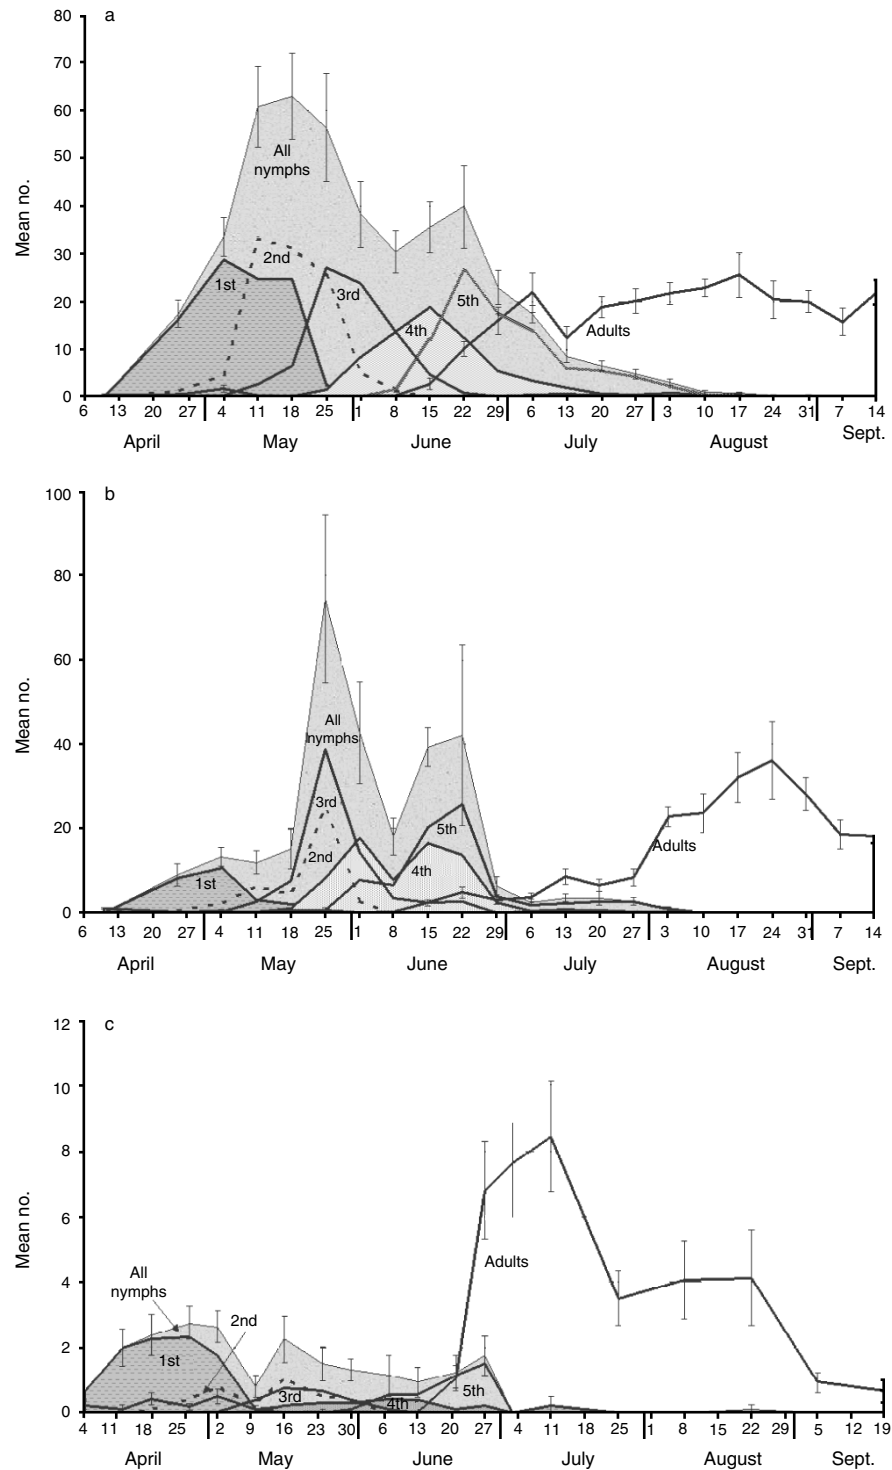 a
80
70
60
50
40
30
20
10
0
Mean no.
All
nymphs
1st
2nd
3rd
4th
5th
Adults
6 13 20 27 4 11 18 25 1 8 15 22 29 6 13 20 27 3 10 17 24 31 7 14
April May June July August Sept.
b
100
80
60
40
20
0
Mean no.
All
nymphs
3rd
2nd
1st
5th
4th
Adults
6 13 20 27 4 11 18 25 1 8 15 22 29 6 13 20 27 3 10 17 24 31 7 14
April May June July August Sept.
c
12
10
8
6
4
2
0
Mean no.
All
nymphs
2nd
1st
3rd
4th
5th
Adults
4 11 18 25 2 9 16 23 30 6 13 20 27 4 11 18 25 1 8 15 22 29 5 12 19
April May June July August Sept.